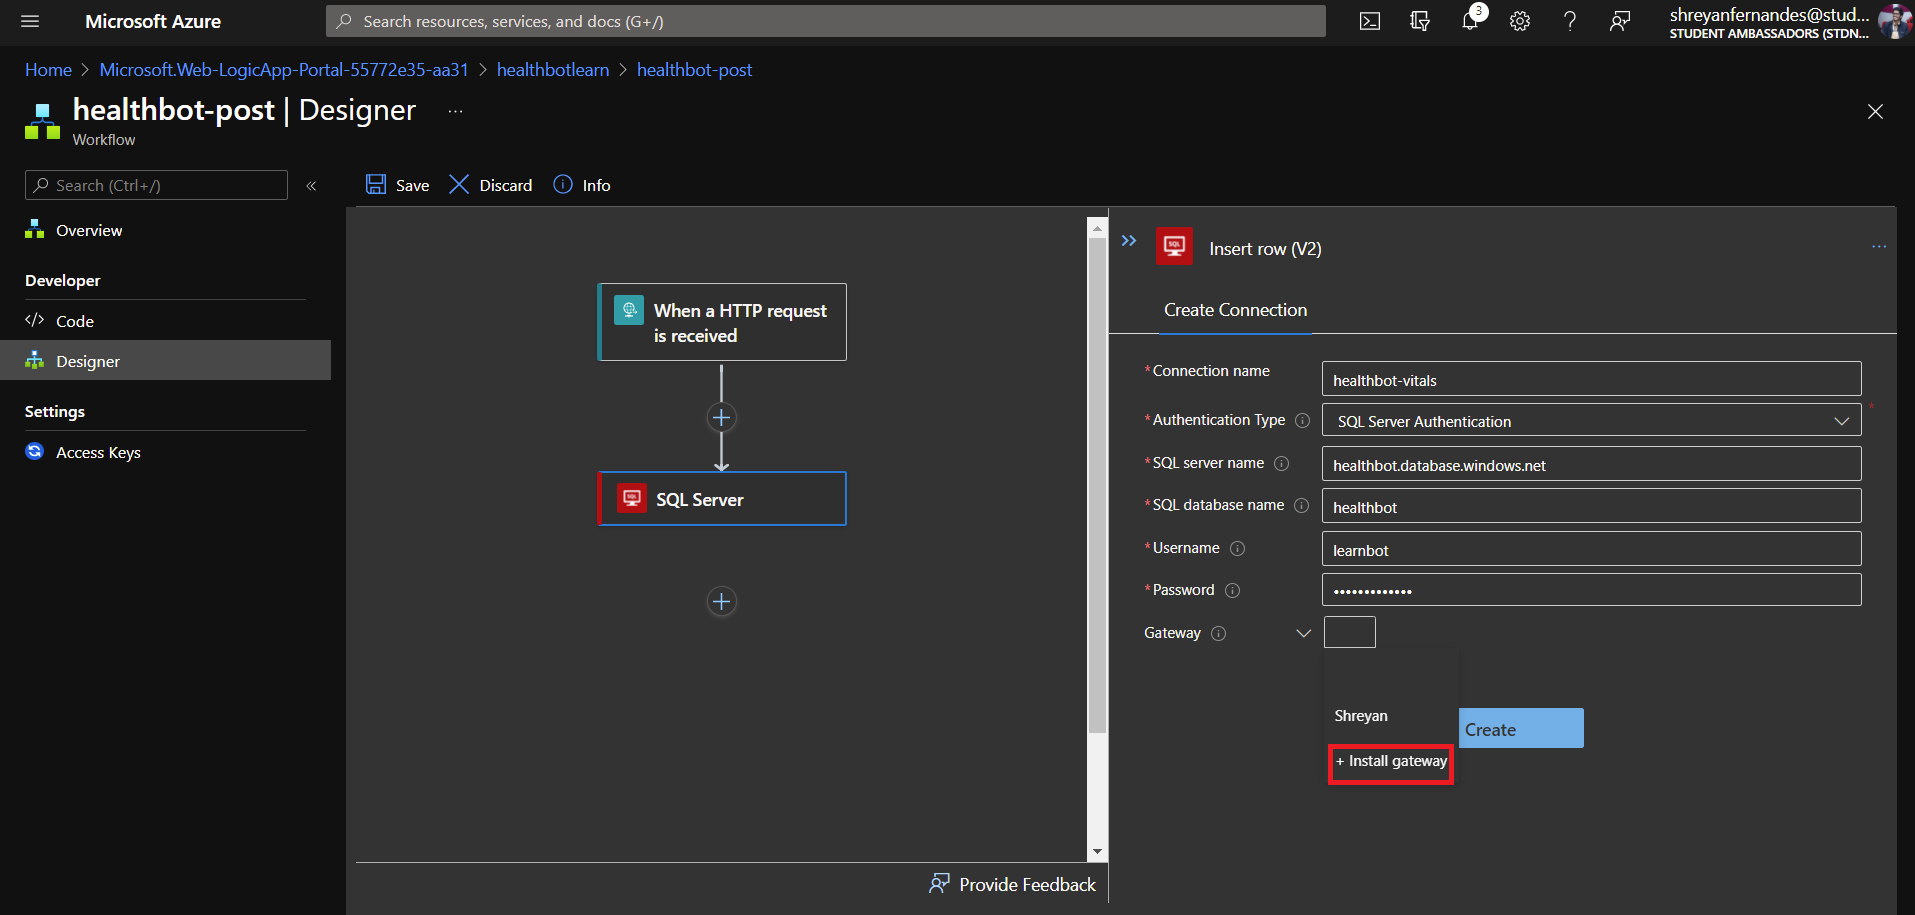 Microsoft Azure
Search resources, services, and docs (G+/)
3
shreyanfernandes@stud...
STUDENT AMBASSADORS (STDN...
Home > Microsoft.Web-LogicApp-Portal-55772e35-aa31 > healthbotlearn > healthbot-post
healthbot-post | Designer ...
Workflow
Search (Ctrl+/)
«
Overview
Developer
Code
Designer
Settings
Access Keys
Save
Discard
Info
When a HTTP request
is received
SQL Server
Provide Feedback
SQL
Insert row (V2)
...
Create Connection
*Connection name
healthbot-vitals
*Authentication Type
SQL Server Authentication
*
*SQL server name
healthbot.database.windows.net
*SQL database name
healthbot
*Username
learnbot
*Password
•••••••••••••
Gateway
Shreyan
Create
+ Install gateway